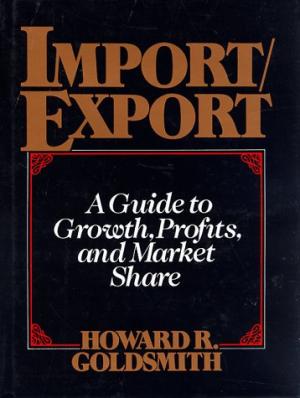 IMPORT/
EXPORT
A Guide to
Growth, Profits,
and Market
Share
HOWARD R.
GOLDSMITH